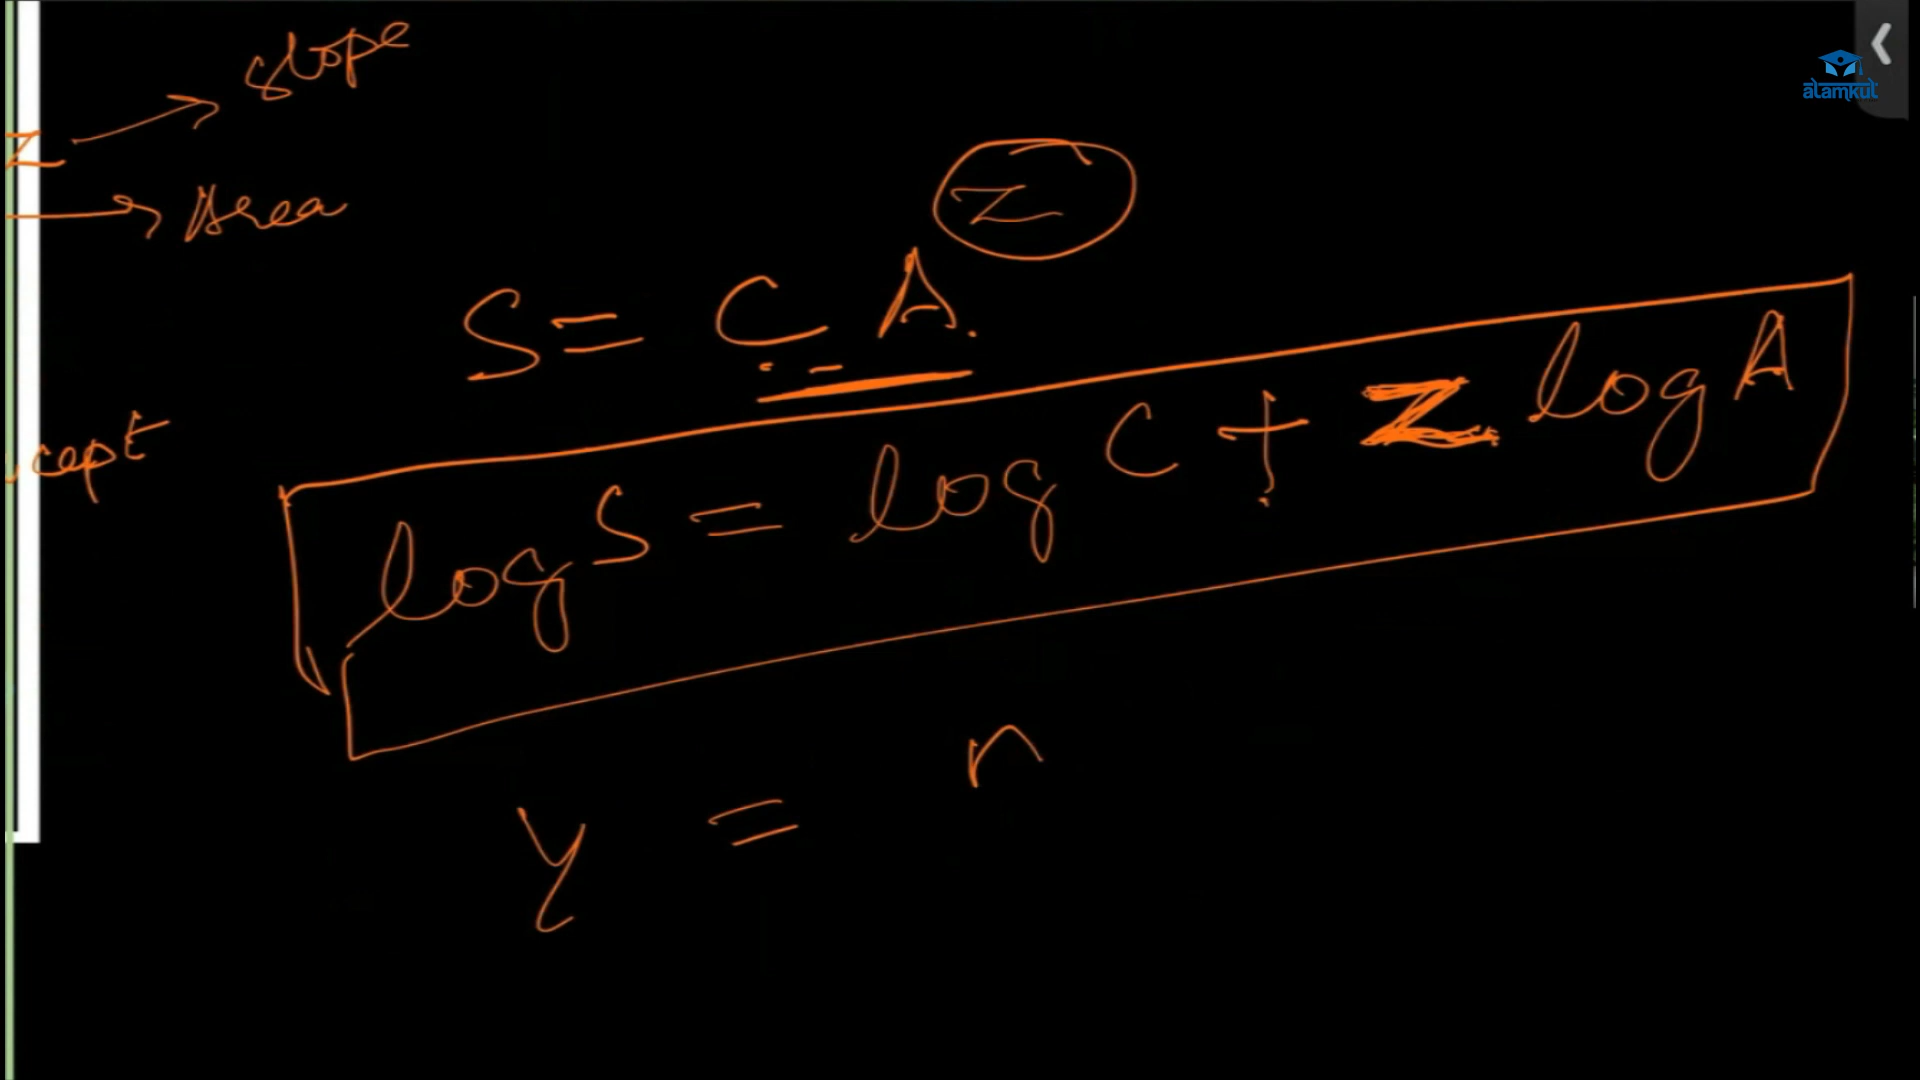 slope
Z →
→ Area
S = C A^Z
cept
log S = log C + Z log A
y =
alamkut